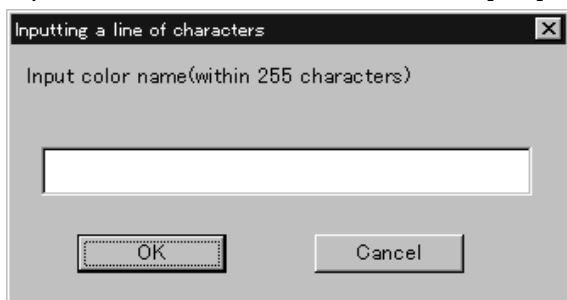 Inputting a line of characters
Input color name(within 255 characters)
OK
Cancel